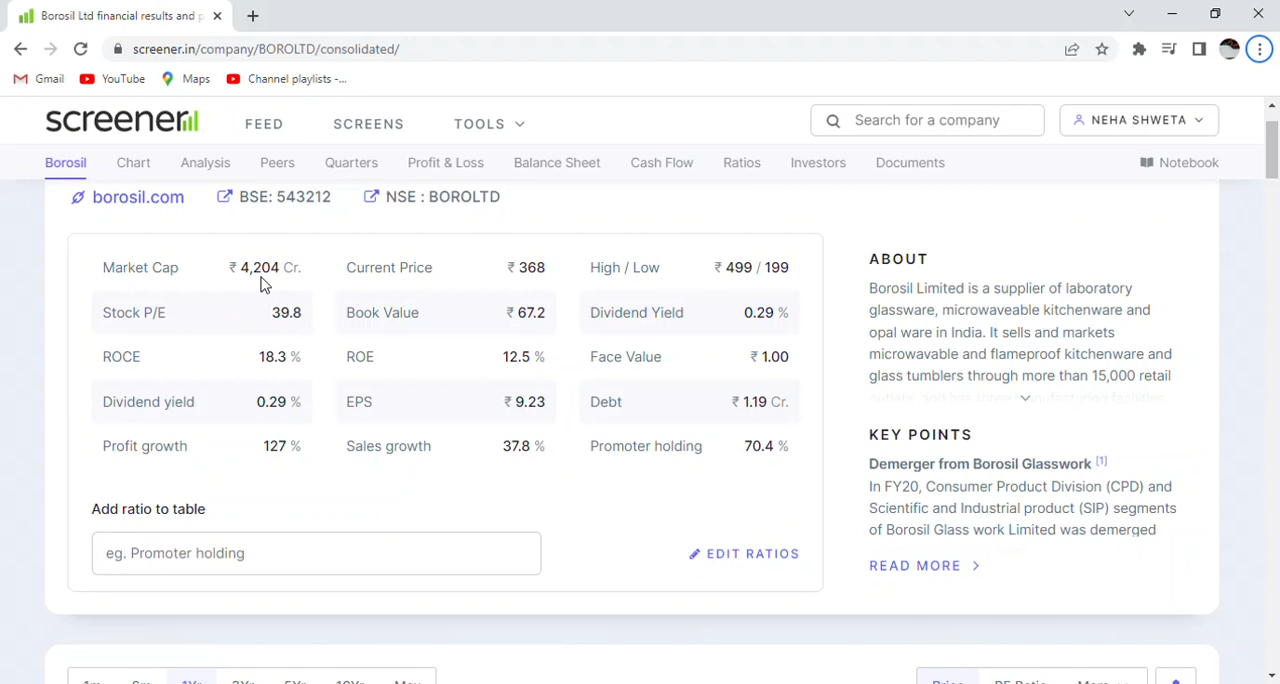 Borosil Ltd financial results and p
screener.in/company/BOROLTD/consolidated/
Gmail YouTube Maps Channel playlists -...
screener FEED SCREENS TOOLS Search for a company NEHA SHWETA
Borosil Chart Analysis Peers Quarters Profit & Loss Balance Sheet Cash Flow Ratios Investors Documents Notebook
borosil.com BSE: 543212 NSE : BOROLTD
Market Cap ₹ 4,204 Cr. Current Price ₹ 368 High / Low ₹ 499 / 199
Stock P/E 39.8 Book Value ₹ 67.2 Dividend Yield 0.29 %
ROCE 18.3 % ROE 12.5 % Face Value ₹ 1.00
Dividend yield 0.29 % EPS ₹ 9.23 Debt ₹ 1.19 Cr.
Profit growth 127 % Sales growth 37.8 % Promoter holding 70.4 %
Add ratio to table
eg. Promoter holding EDIT RATIOS
ABOUT
Borosil Limited is a supplier of laboratory
glassware, microwaveable kitchenware and
opal ware in India. It sells and markets
microwavable and flameproof kitchenware and
glass tumblers through more than 15,000 retail
KEY POINTS
Demerger from Borosil Glasswork [1]
In FY20, Consumer Product Division (CPD) and
Scientific and Industrial product (SIP) segments
of Borosil Glass work Limited was demerged
READ MORE